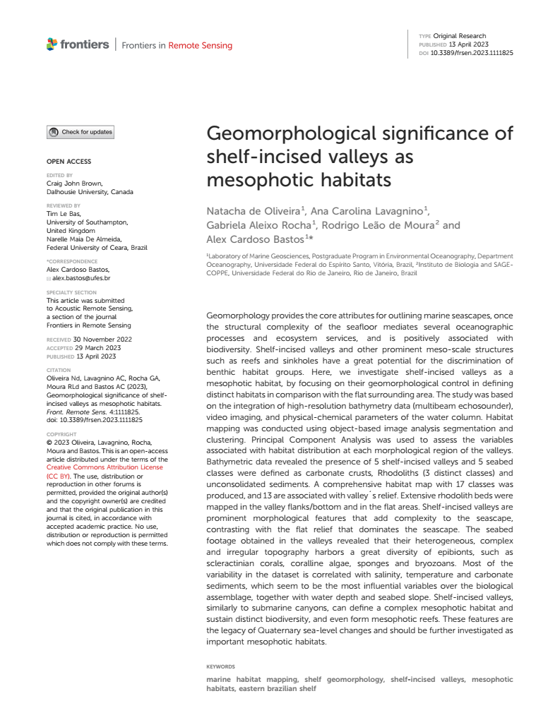 frontiers | Frontiers in Remote Sensing
TYPE Original Research
PUBLISHED 13 April 2023
DOI 10.3389/frsen.2023.1111825
Check for updates
OPEN ACCESS
EDITED BY
Craig John Brown,
Dalhousie University, Canada
REVIEWED BY
Tim Le Bas,
University of Southampton,
United Kingdom
Narelle Maia De Almeida,
Federal University of Ceara, Brazil
*CORRESPONDENCE
Alex Cardoso Bastos,
alex.bastos@ufes.br
SPECIALTY SECTION
This article was submitted
to Acoustic Remote Sensing,
a section of the journal
Frontiers in Remote Sensing
RECEIVED 30 November 2022
ACCEPTED 29 March 2023
PUBLISHED 13 April 2023
CITATION
Oliveira Nd, Lavagnino AC, Rocha GA,
Moura RLd and Bastos AC (2023),
Geomorphological significance of shelf-
incised valleys as mesophotic habitats.
Front. Remote Sens. 4:1111825.
doi: 10.3389/frsen.2023.1111825
COPYRIGHT
© 2023 Oliveira, Lavagnino, Rocha,
Moura and Bastos. This is an open-access
article distributed under the terms of the
Creative Commons Attribution License
(CC BY). The use, distribution or
reproduction in other forums is
permitted, provided the original author(s)
and the copyright owner(s) are credited
and that the original publication in this
journal is cited, in accordance with
accepted academic practice. No use,
distribution or reproduction is permitted
which does not comply with these terms.
Geomorphological significance of
shelf-incised valleys as
mesophotic habitats
Natacha de Oliveira¹, Ana Carolina Lavagnino¹,
Gabriela Aleixo Rocha¹, Rodrigo Leão de Moura² and
Alex Cardoso Bastos¹*
¹Laboratory of Marine Geosciences, Postgraduate Program in Environmental Oceanography, Department
Oceanography, Universidade Federal do Espírito Santo, Vitória, Brazil, ²Instituto de Biologia and SAGE-
COPPE, Universidade Federal do Rio de Janeiro, Rio de Janeiro, Brazil
Geomorphology provides the core attributes for outlining marine seascapes, once
the structural complexity of the seafloor mediates several oceanographic
processes and ecosystem services, and is positively associated with
biodiversity. Shelf-incised valleys and other prominent meso-scale structures
such as reefs and sinkholes have a great potential for the discrimination of
benthic habitat groups. Here, we investigate shelf-incised valleys as a
mesophotic habitat, by focusing on their geomorphological control in defining
distinct habitats in comparison with the flat surrounding area. The study was based
on the integration of high-resolution bathymetry data (multibeam echosounder),
video imaging, and physical-chemical parameters of the water column. Habitat
mapping was conducted using object-based image analysis segmentation and
clustering. Principal Component Analysis was used to assess the variables
associated with habitat distribution at each morphological region of the valleys.
Bathymetric data revealed the presence of 5 shelf-incised valleys and 5 seabed
classes were defined as carbonate crusts, Rhodoliths (3 distinct classes) and
unconsolidated sediments. A comprehensive habitat map with 17 classes was
produced, and 13 are associated with valley´s relief. Extensive rhodolith beds were
mapped in the valley flanks/bottom and in the flat areas. Shelf-incised valleys are
prominent morphological features that add complexity to the seascape,
contrasting with the flat relief that dominates the seascape. The seabed
footage obtained in the valleys revealed that their heterogeneous, complex
and irregular topography harbors a great diversity of epibionts, such as
scleractinian corals, coralline algae, sponges and bryozoans. Most of the
variability in the dataset is correlated with salinity, temperature and carbonate
sediments, which seem to be the most influential variables over the biological
assemblage, together with water depth and seabed slope. Shelf-incised valleys,
similarly to submarine canyons, can define a complex mesophotic habitat and
sustain distinct biodiversity, and even form mesophotic reefs. These features are
the legacy of Quaternary sea-level changes and should be further investigated as
important mesophotic habitats.
KEYWORDS
marine habitat mapping, shelf geomorphology, shelf-incised valleys, mesophotic
habitats, eastern brazilian shelf